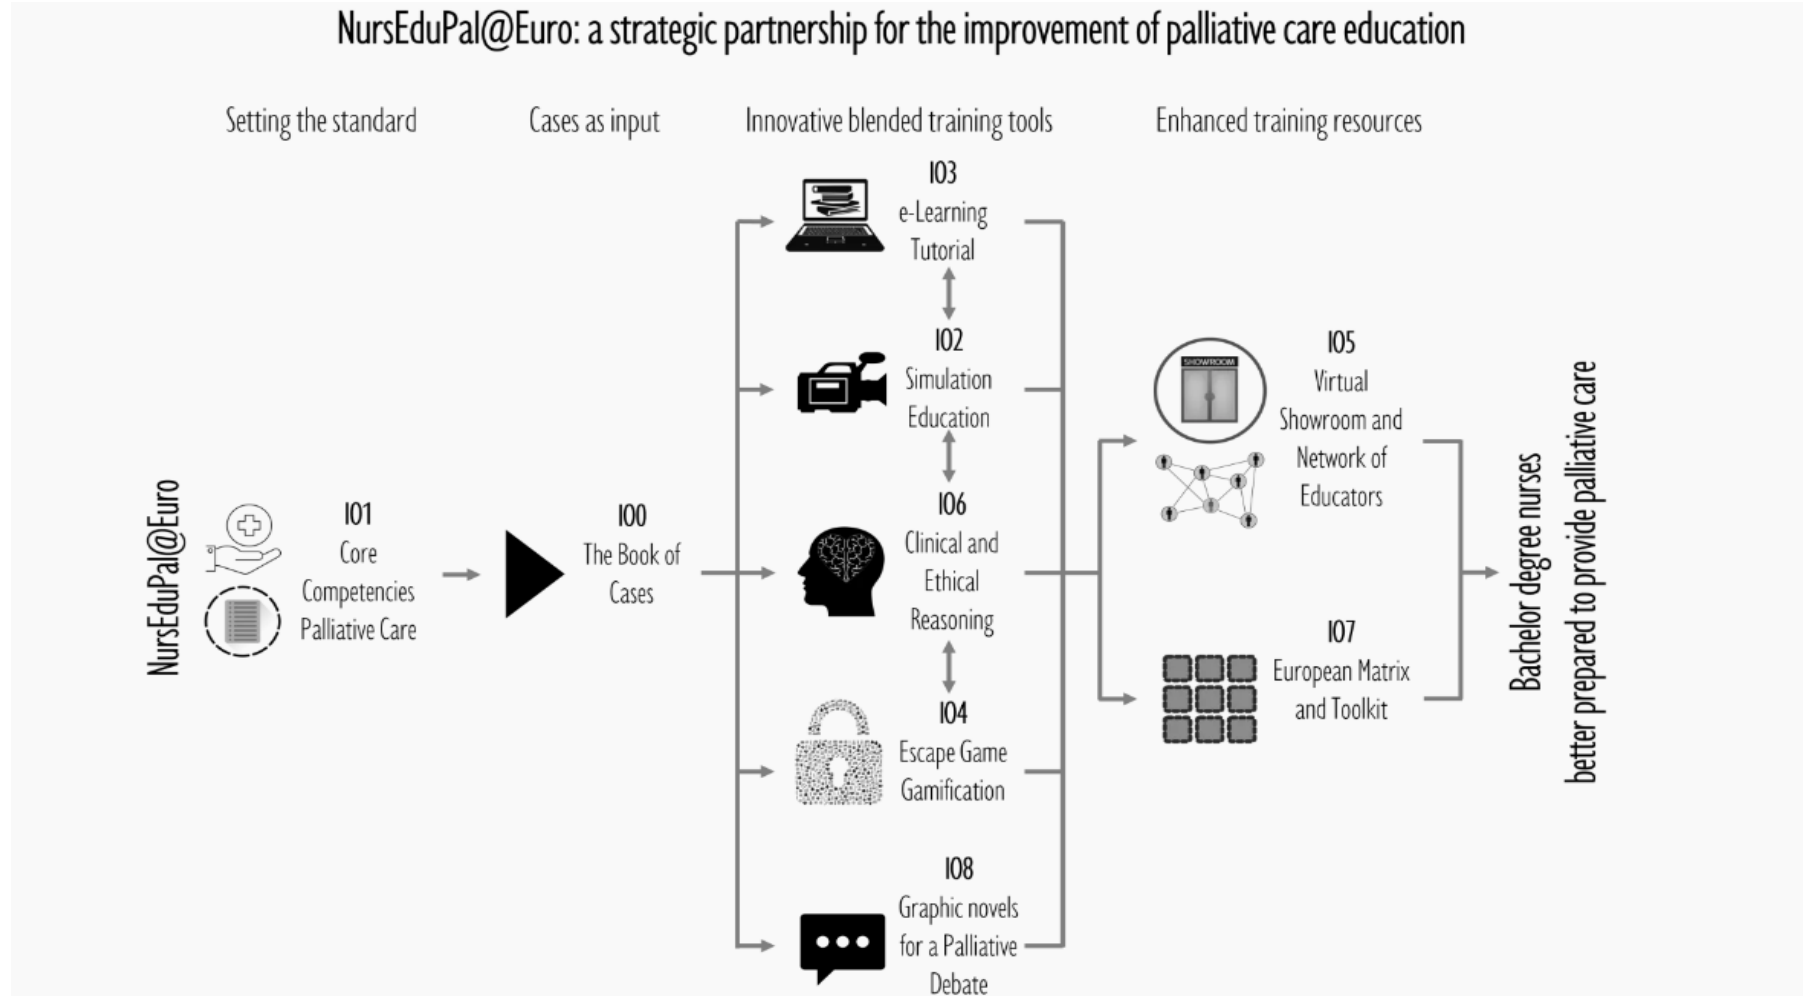 NursEduPal@Euro: a strategic partnership for the improvement of palliative care education
Setting the standard
Cases as input
Innovative blended training tools
Enhanced training resources
NursEduPal@Euro
IO1
Core
Competencies
Palliative Care
IO0
The Book of
Cases
IO3
e-Learning
Tutorial
IO2
Simulation
Education
IO6
Clinical and
Ethical
Reasoning
IO4
Escape Game
Gamification
IO8
Graphic novels
for a Palliative
Debate
SHOWROOM
IO5
Virtual
Showroom and
Network of
Educators
IO7
European Matrix
and Toolkit
Bachelor degree nurses
better prepared to provide palliative care